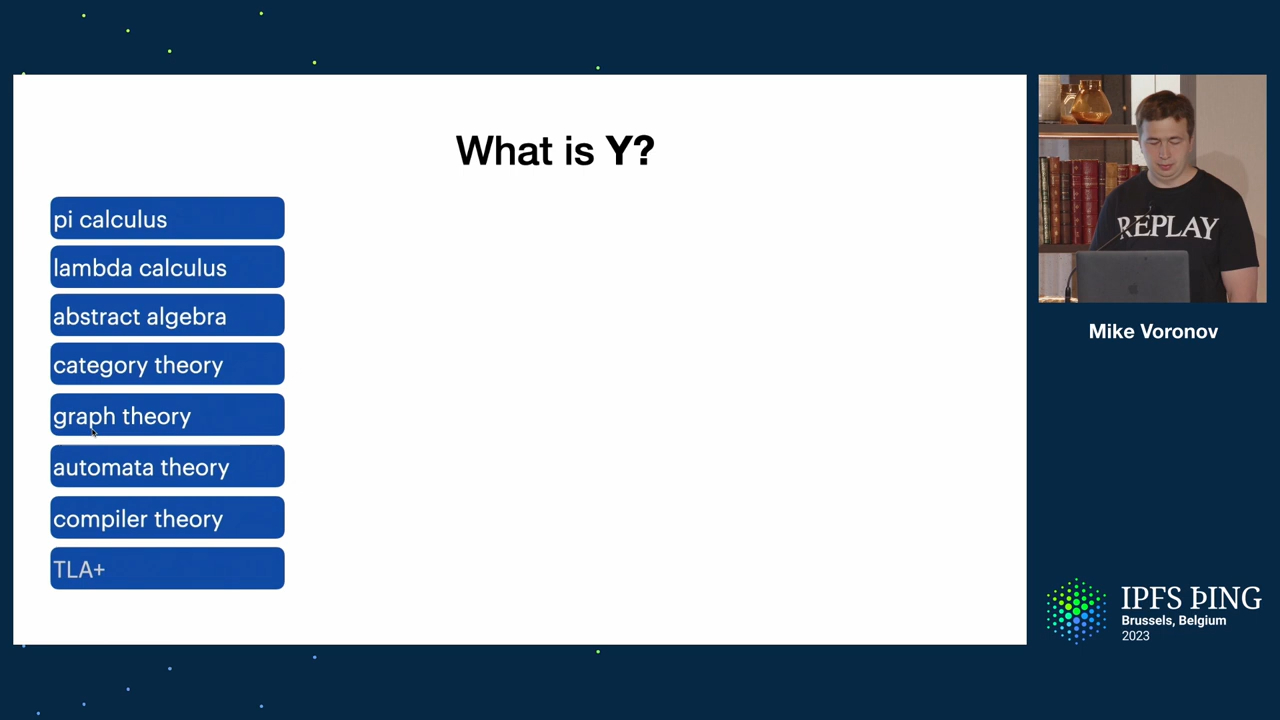 What is Y?
pi calculus
lambda calculus
abstract algebra
category theory
graph theory
automata theory
compiler theory
TLA+
REPLAY
Mike Voronov
IPFS ÞING
Brussels, Belgium
2023